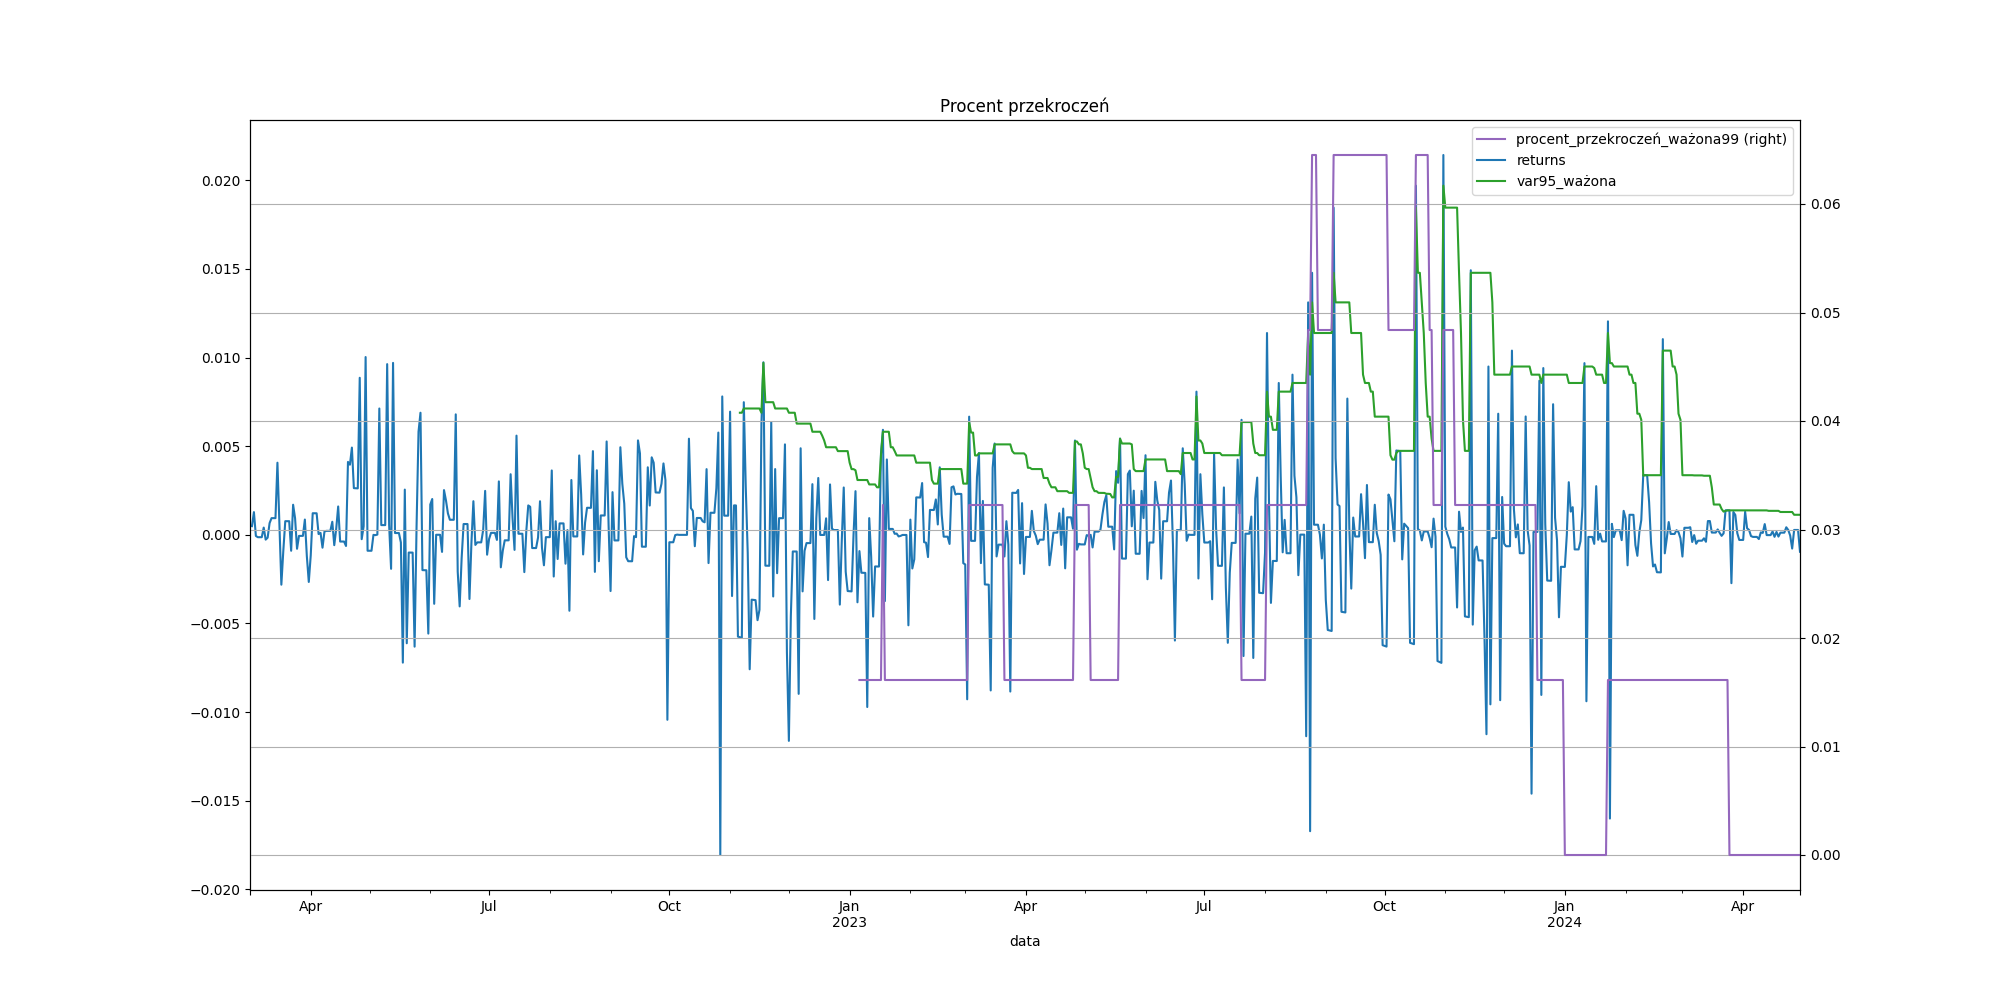 Procent przekroczeń
procent_przekroczeń_ważona99 (right)
returns
var95_ważona
0.020
0.015
0.010
0.005
0.000
−0.005
−0.010
−0.015
−0.020
0.06
0.05
0.04
0.03
0.02
0.01
0.00
Apr Jul Oct Jan Apr Jul Oct Jan Apr
2023 2024
data